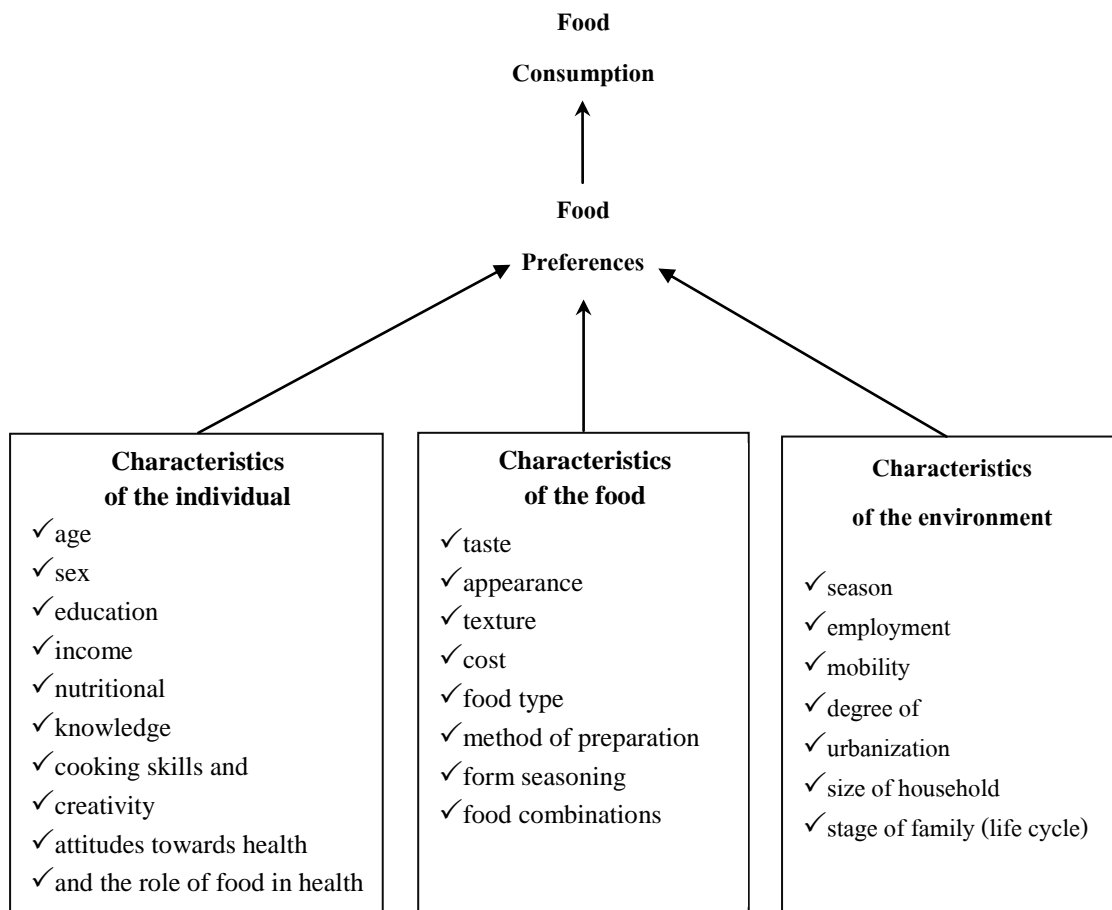 Food
Consumption
Food
Preferences
Characteristics
of the individual
✓age
✓sex
✓education
✓income
✓nutritional
✓knowledge
✓cooking skills and
✓creativity
✓attitudes towards health
✓and the role of food in health
Characteristics
of the food
✓taste
✓appearance
✓texture
✓cost
✓food type
✓method of preparation
✓form seasoning
✓food combinations
Characteristics
of the environment
✓season
✓employment
✓mobility
✓degree of
✓urbanization
✓size of household
✓stage of family (life cycle)